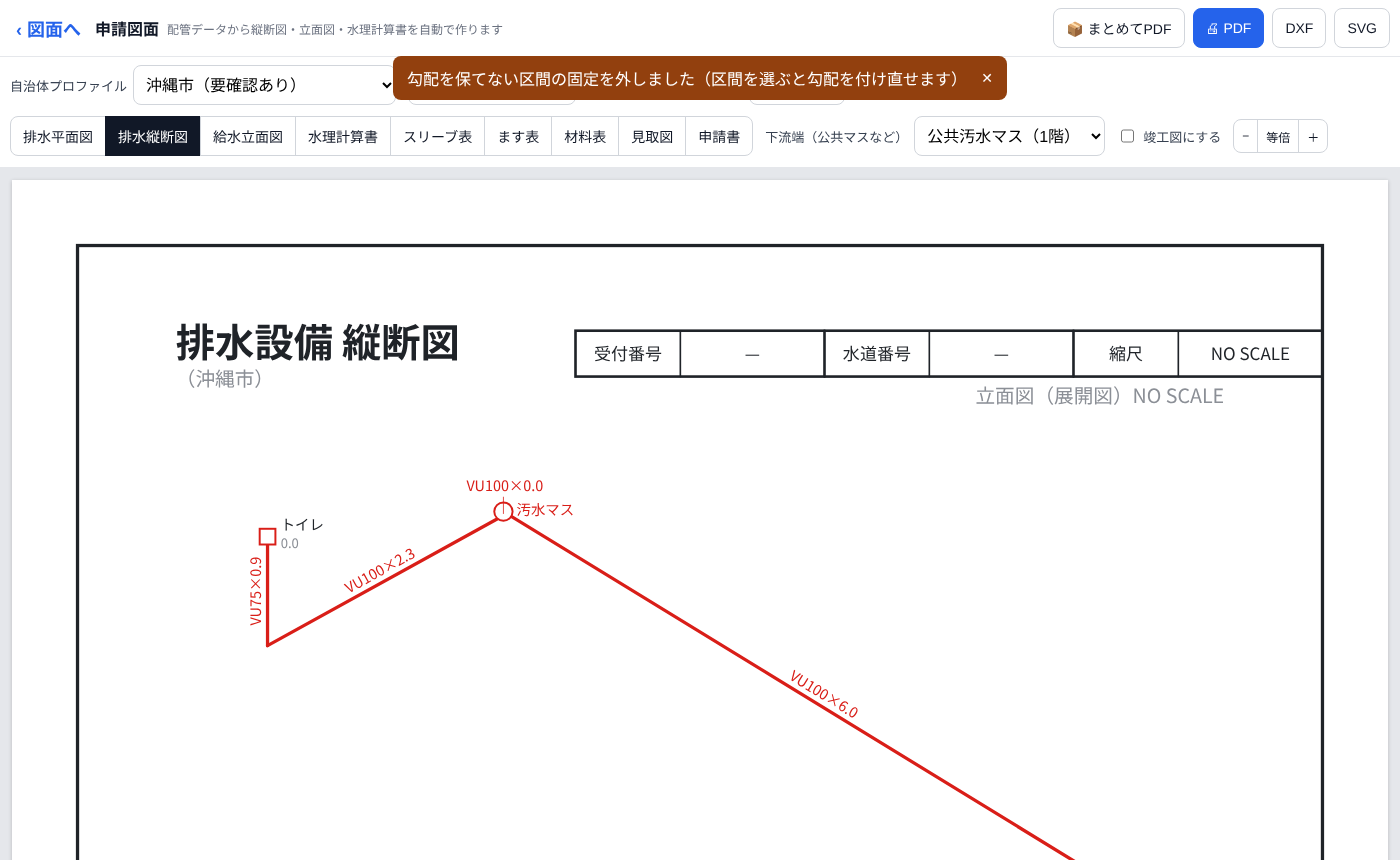 ‹ 図面へ 申請図面 配管データから縦断図・立面図・水理計算書を自動で作ります
📦 まとめてPDF 🖨 PDF DXF SVG
自治体プロファイル 沖縄市（要確認あり）
勾配を保てない区間の固定を外しました（区間を選ぶと勾配を付け直せます） ×
排水平面図 排水縦断図 給水立面図 水理計算書 スリーブ表 ます表 材料表 見取図 申請書 下流端（公共マスなど） 公共汚水マス（1階） 竣工図にする − 等倍 ＋
排水設備 縦断図
（沖縄市）
受付番号 — 水道番号 — 縮尺 NO SCALE
立面図（展開図）NO SCALE
VU100×0.0
汚水マス
トイレ
0.0
VU75×0.9
VU100×2.3
VU100×6.0